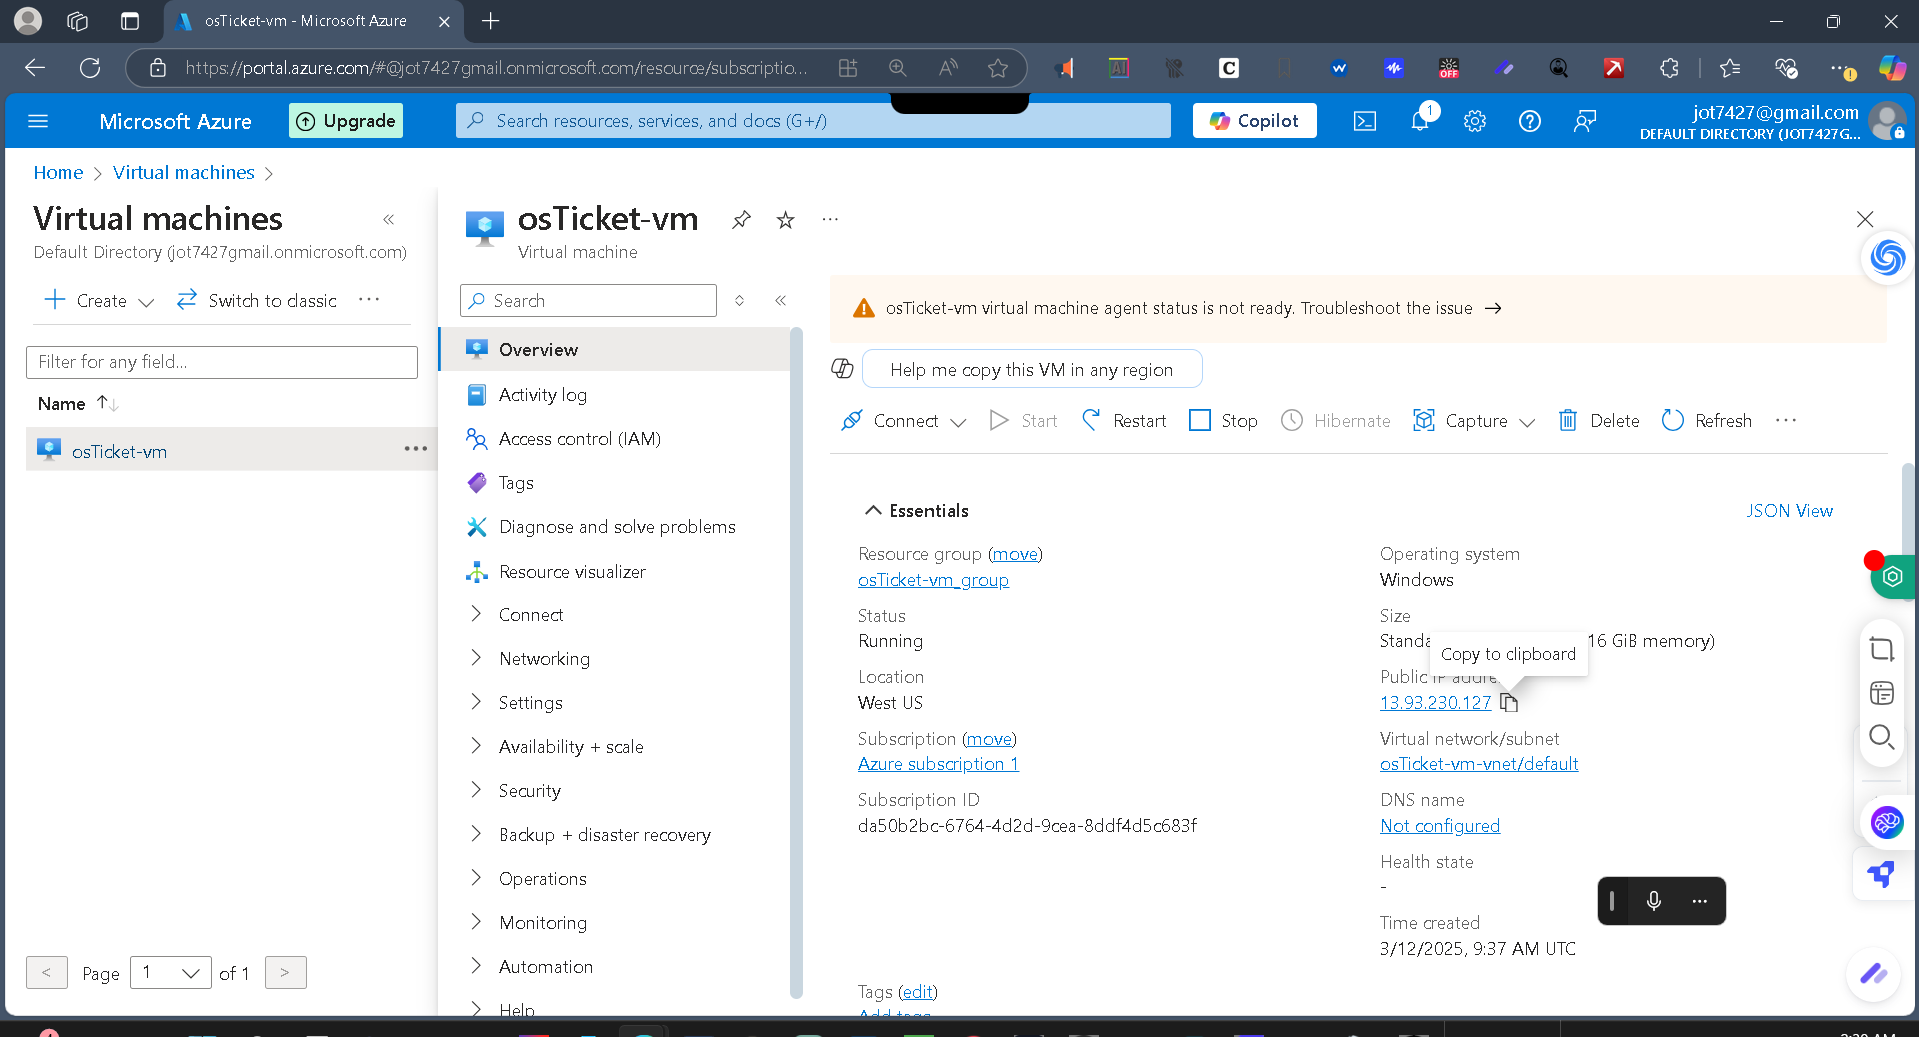 osTicket-vm - Microsoft Azure
https://portal.azure.com/#@jot7427gmail.onmicrosoft.com/resource/subscriptio...
Microsoft Azure
Upgrade
Search resources, services, and docs (G+/)
Copilot
1
jot7427@gmail.com
DEFAULT DIRECTORY (JOT7427G...
Home > Virtual machines >
Virtual machines
Default Directory (jot7427gmail.onmicrosoft.com)
Create
Switch to classic
Filter for any field...
Name
osTicket-vm
< Page 1 of 1 >
osTicket-vm
Virtual machine
Search
Overview
Activity log
Access control (IAM)
Tags
Diagnose and solve problems
Resource visualizer
Connect
Networking
Settings
Availability + scale
Security
Backup + disaster recovery
Operations
Monitoring
Automation
Help
osTicket-vm virtual machine agent status is not ready. Troubleshoot the issue →
Help me copy this VM in any region
Connect
Start
Restart
Stop
Hibernate
Capture
Delete
Refresh
Essentials
JSON View
Resource group (move)
osTicket-vm_group
Status
Running
Location
West US
Subscription (move)
Azure subscription 1
Subscription ID
da50b2bc-6764-4d2d-9cea-8ddf4d5c683f
Operating system
Windows
Size
Standa 16 GiB memory)
Copy to clipboard
Public IP addre
13.93.230.127
Virtual network/subnet
osTicket-vm-vnet/default
DNS name
Not configured
Health state
-
Time created
3/12/2025, 9:37 AM UTC
Tags (edit)
Add tags